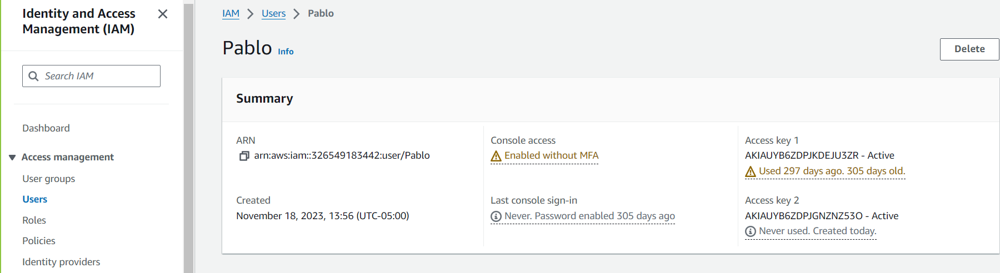 Identity and Access
Management (IAM)
Search IAM
Dashboard
Access management
User groups
Users
Roles
Policies
Identity providers
IAM > Users > Pablo
Pablo Info
Delete
Summary
ARN
arn:aws:iam::326549183442:user/Pablo
Created
November 18, 2023, 13:56 (UTC-05:00)
Console access
Enabled without MFA
Last console sign-in
Never. Password enabled 305 days ago
Access key 1
AKIAUYB6ZDPJKDEJU3ZR - Active
Used 297 days ago. 305 days old.
Access key 2
AKIAUYB6ZDPJGNZNZ53O - Active
Never used. Created today.